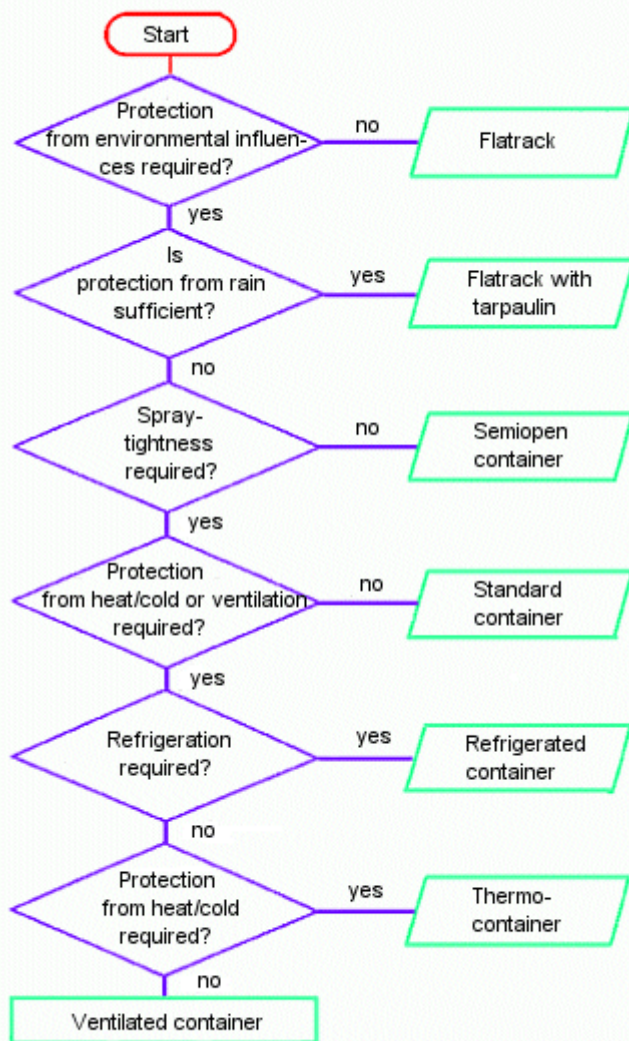 Start
Protection
from environmental influen-
ces required?
no
Flatrack
yes
Is
protection from rain
sufficient?
yes
Flatrack with
tarpaulin
no
Spray-
tightness
required?
no
Semiopen
container
yes
Protection
from heat/cold or ventilation
required?
no
Standard
container
yes
Refrigeration
required?
yes
Refrigerated
container
no
Protection
from heat/cold
required?
yes
Thermo-
container
no
Ventilated container